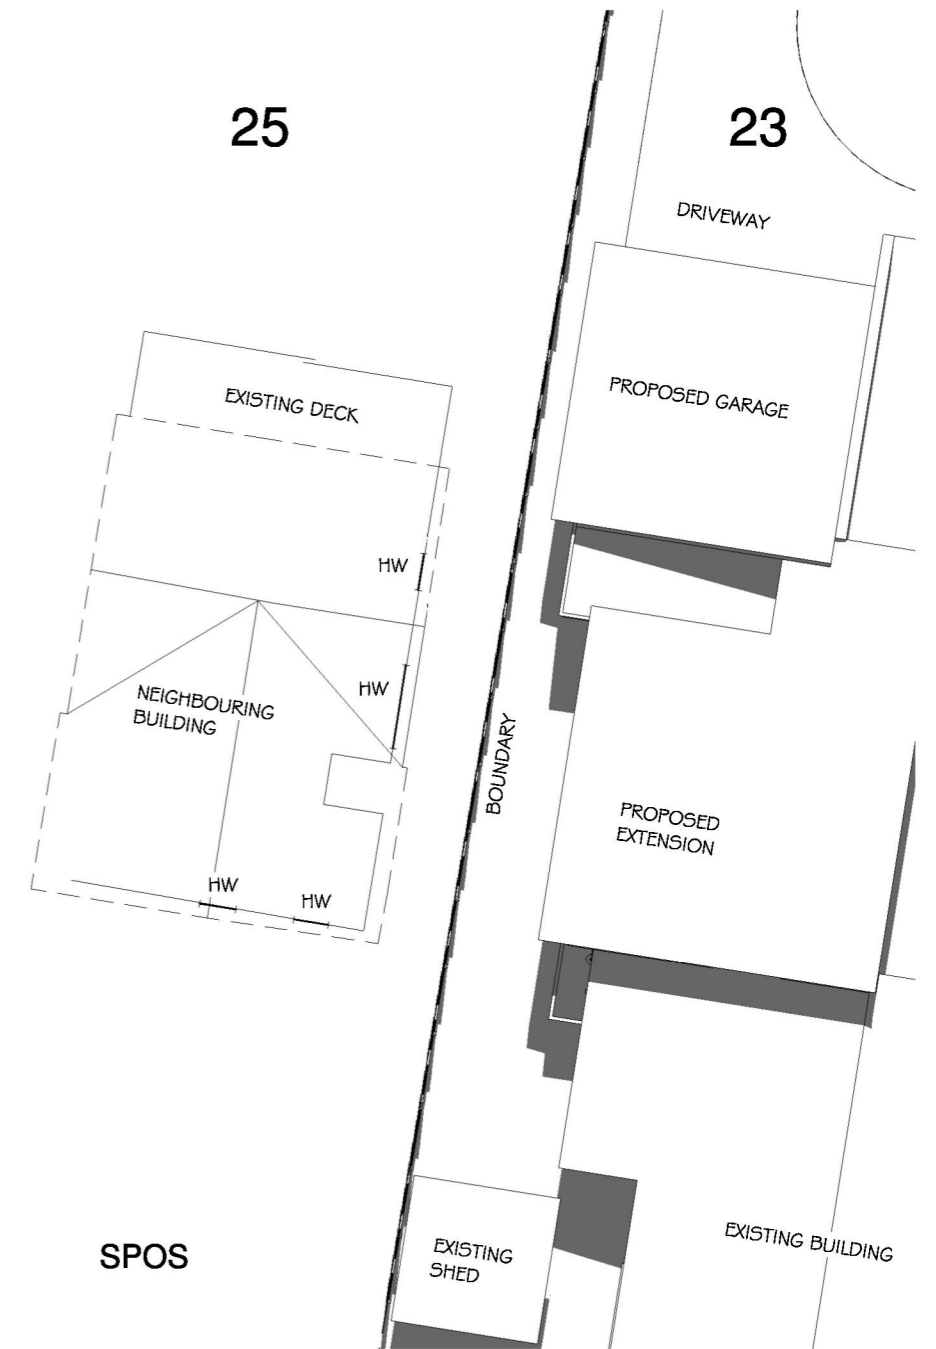 25
23
DRIVEWAY
EXISTING DECK
PROPOSED GARAGE
HW
HW
NEIGHBOURING
BUILDING
BOUNDARY
PROPOSED
EXTENSION
HW
HW
EXISTING BUILDING
EXISTING
SHED
SPOS